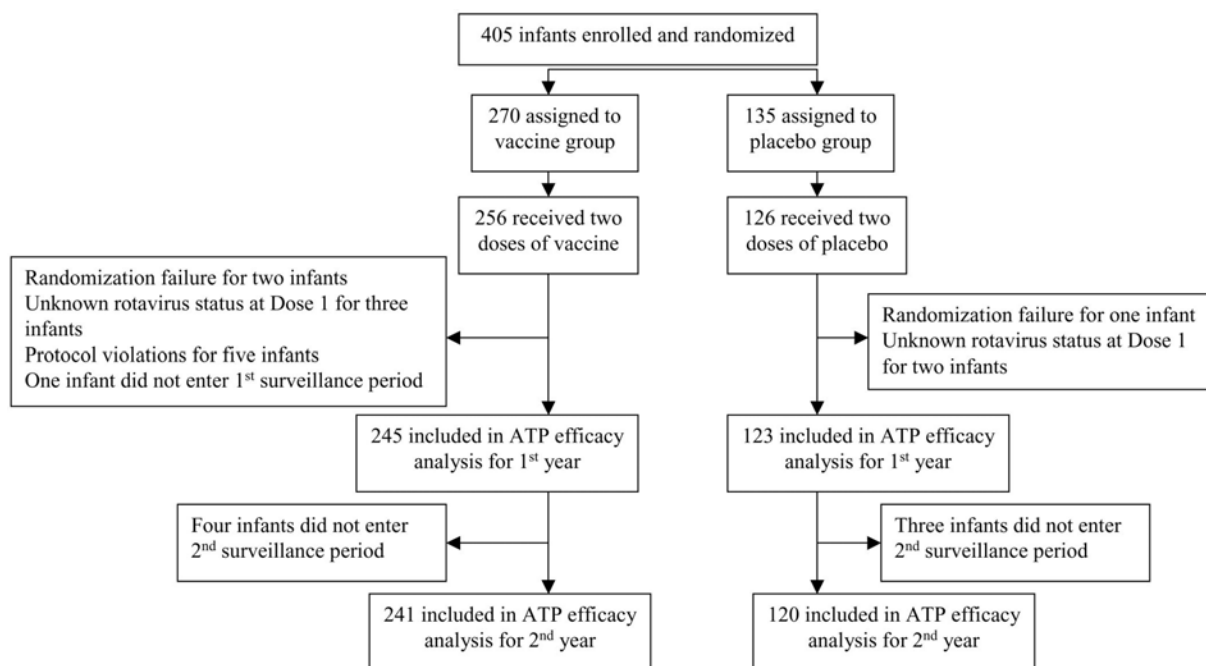 405 infants enrolled and randomized
270 assigned to
vaccine group
135 assigned to
placebo group
256 received two
doses of vaccine
126 received two
doses of placebo
Randomization failure for two infants
Unknown rotavirus status at Dose 1 for three
infants
Protocol violations for five infants
One infant did not enter 1st surveillance period
Randomization failure for one infant
Unknown rotavirus status at Dose 1
for two infants
245 included in ATP efficacy
analysis for 1st year
123 included in ATP efficacy
analysis for 1st year
Four infants did not enter
2nd surveillance period
Three infants did not enter
2nd surveillance period
241 included in ATP efficacy
analysis for 2nd year
120 included in ATP efficacy
analysis for 2nd year